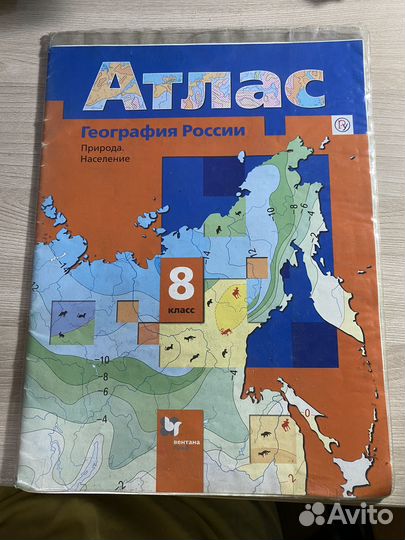 Атлас
География России
Природа.
Население
8
класс
вентана
граф
Avito